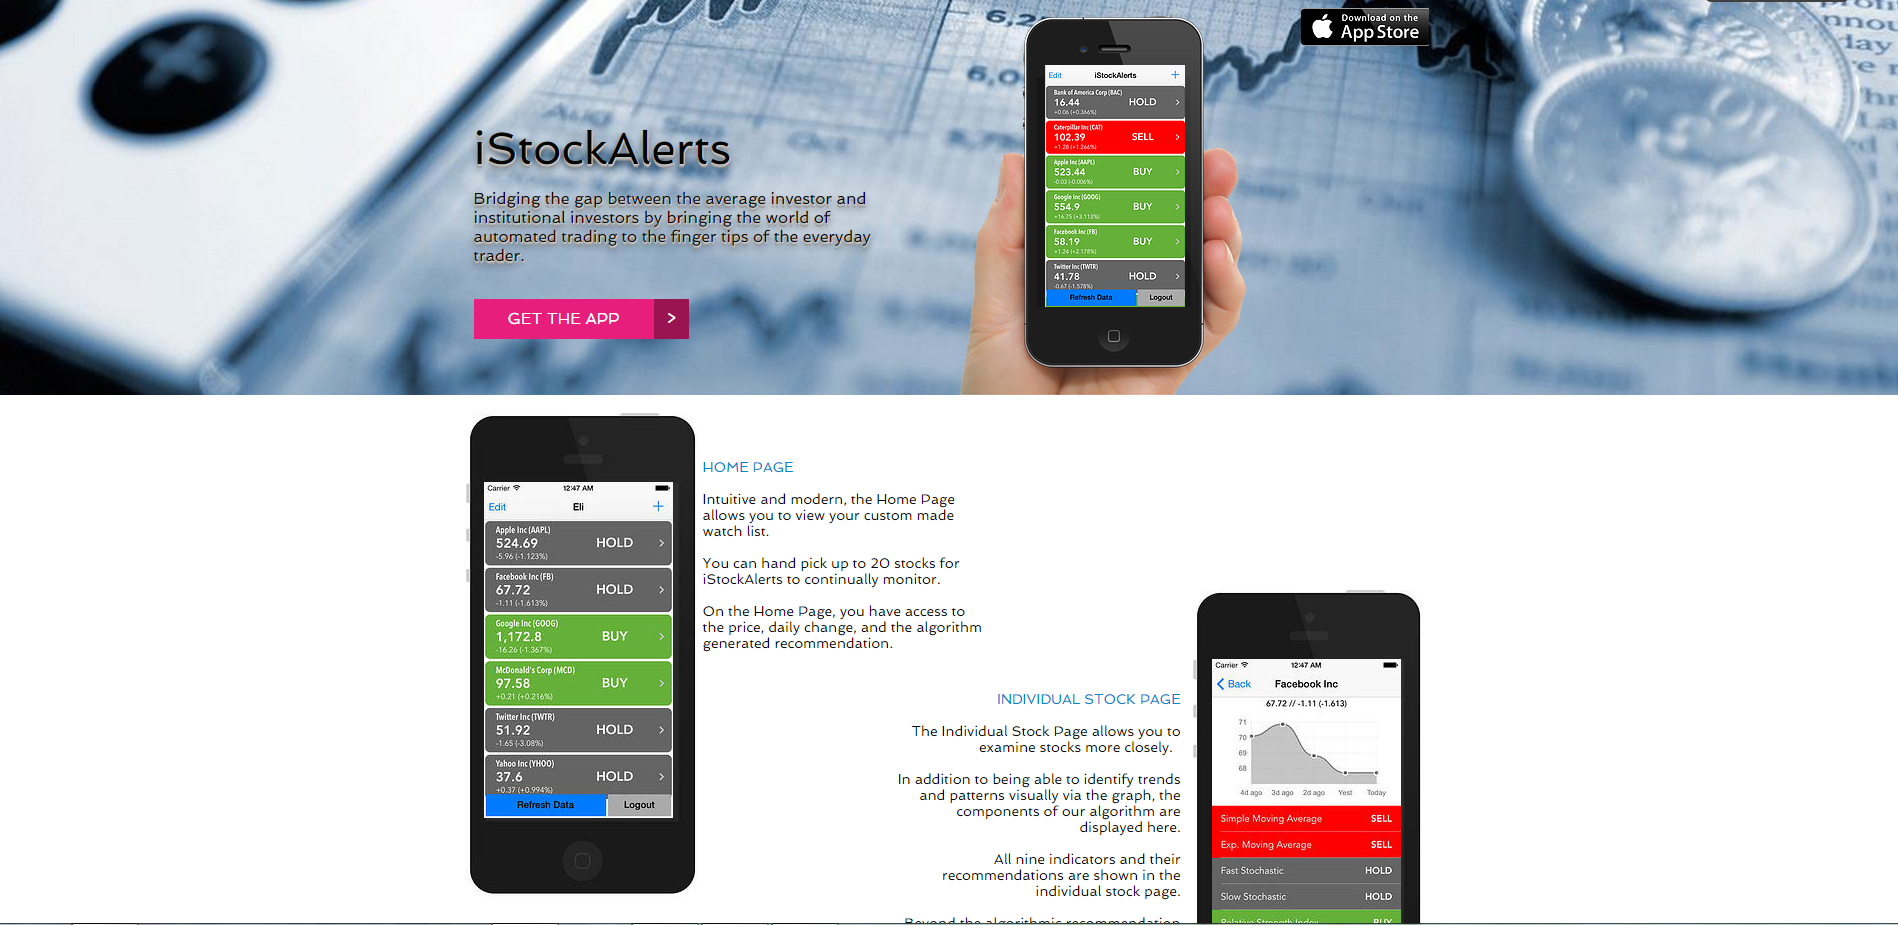 Download on the
App Store
Edit iStockAlerts +
Bank of America Corp (BAC)
16.44 HOLD >
+0.06 (+0.366%)
Caterpillar Inc (CAT)
102.39 SELL >
+1.28 (+1.266%)
Apple Inc (AAPL)
523.44 BUY >
-0.03 (-0.006%)
Google Inc (GOOG)
554.9 BUY >
+16.75 (+3.113%)
Facebook Inc (FB)
58.19 BUY >
+1.24 (+2.178%)
Twitter Inc (TWTR)
41.78 HOLD >
-0.67 (-1.578%)
Refresh Data Logout
iStockAlerts
Bridging the gap between the average investor and
institutional investors by bringing the world of
automated trading to the finger tips of the everyday
trader.
GET THE APP >
Carrier 12:47 AM
Edit Eli +
Apple Inc (AAPL)
524.69 HOLD >
-5.96 (-1.123%)
Facebook Inc (FB)
67.72 HOLD >
-1.11 (-1.613%)
Google Inc (GOOG)
1,172.8 BUY >
-16.26 (-1.367%)
McDonald's Corp (MCD)
97.58 BUY >
+0.21 (+0.216%)
Twitter Inc (TWTR)
51.92 HOLD >
-1.65 (-3.08%)
Yahoo Inc (YHOO)
37.6 HOLD >
+0.37 (+0.994%)
Refresh Data Logout
HOME PAGE
Intuitive and modern, the Home Page
allows you to view your custom made
watch list.
You can hand pick up to 20 stocks for
iStockAlerts to continually monitor.
On the Home Page, you have access to
the price, daily change, and the algorithm
generated recommendation.
INDIVIDUAL STOCK PAGE
The Individual Stock Page allows you to
examine stocks more closely.
In addition to being able to identify trends
and patterns visually via the graph, the
components of our algorithm are
displayed here.
All nine indicators and their
recommendations are shown in the
individual stock page.
Beyond the algorithmic recommendation
Carrier 12:47 AM
< Back Facebook Inc
67.72 // -1.11 (-1.613)
71
70
69
68
4d ago 3d ago 2d ago Yest Today
Simple Moving Average SELL
Exp. Moving Average SELL
Fast Stochastic HOLD
Slow Stochastic HOLD
Relative Strength Index BUY